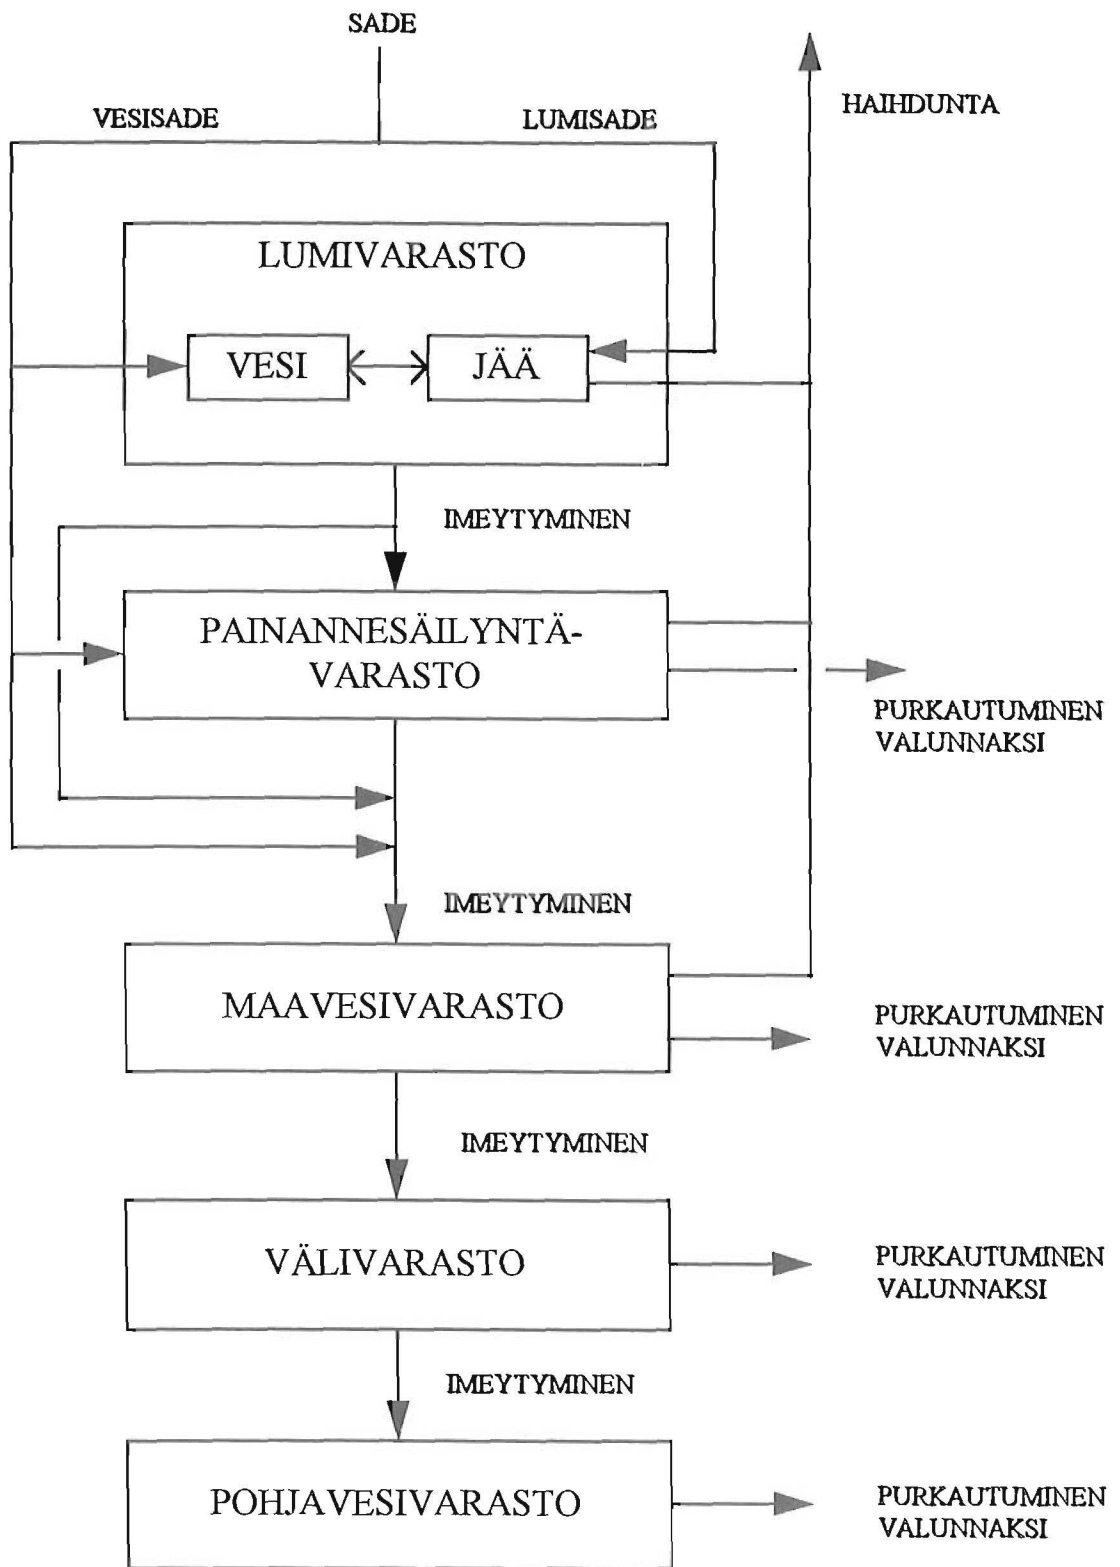 SADE
VESISADE
LUMISADE
HAIHDUNTA
LUMIVARASTO
VESI
JÄÄ
IMEYTYMINEN
PAINANNESÄILYNTÄ-
VARASTO
PURKAUTUMINEN
VALUNNAKSI
IMEYTYMINEN
MAAVESIVARASTO
PURKAUTUMINEN
VALUNNAKSI
IMEYTYMINEN
VÄLIVARASTO
PURKAUTUMINEN
VALUNNAKSI
IMEYTYMINEN
POHJAVESIVARASTO
PURKAUTUMINEN
VALUNNAKSI